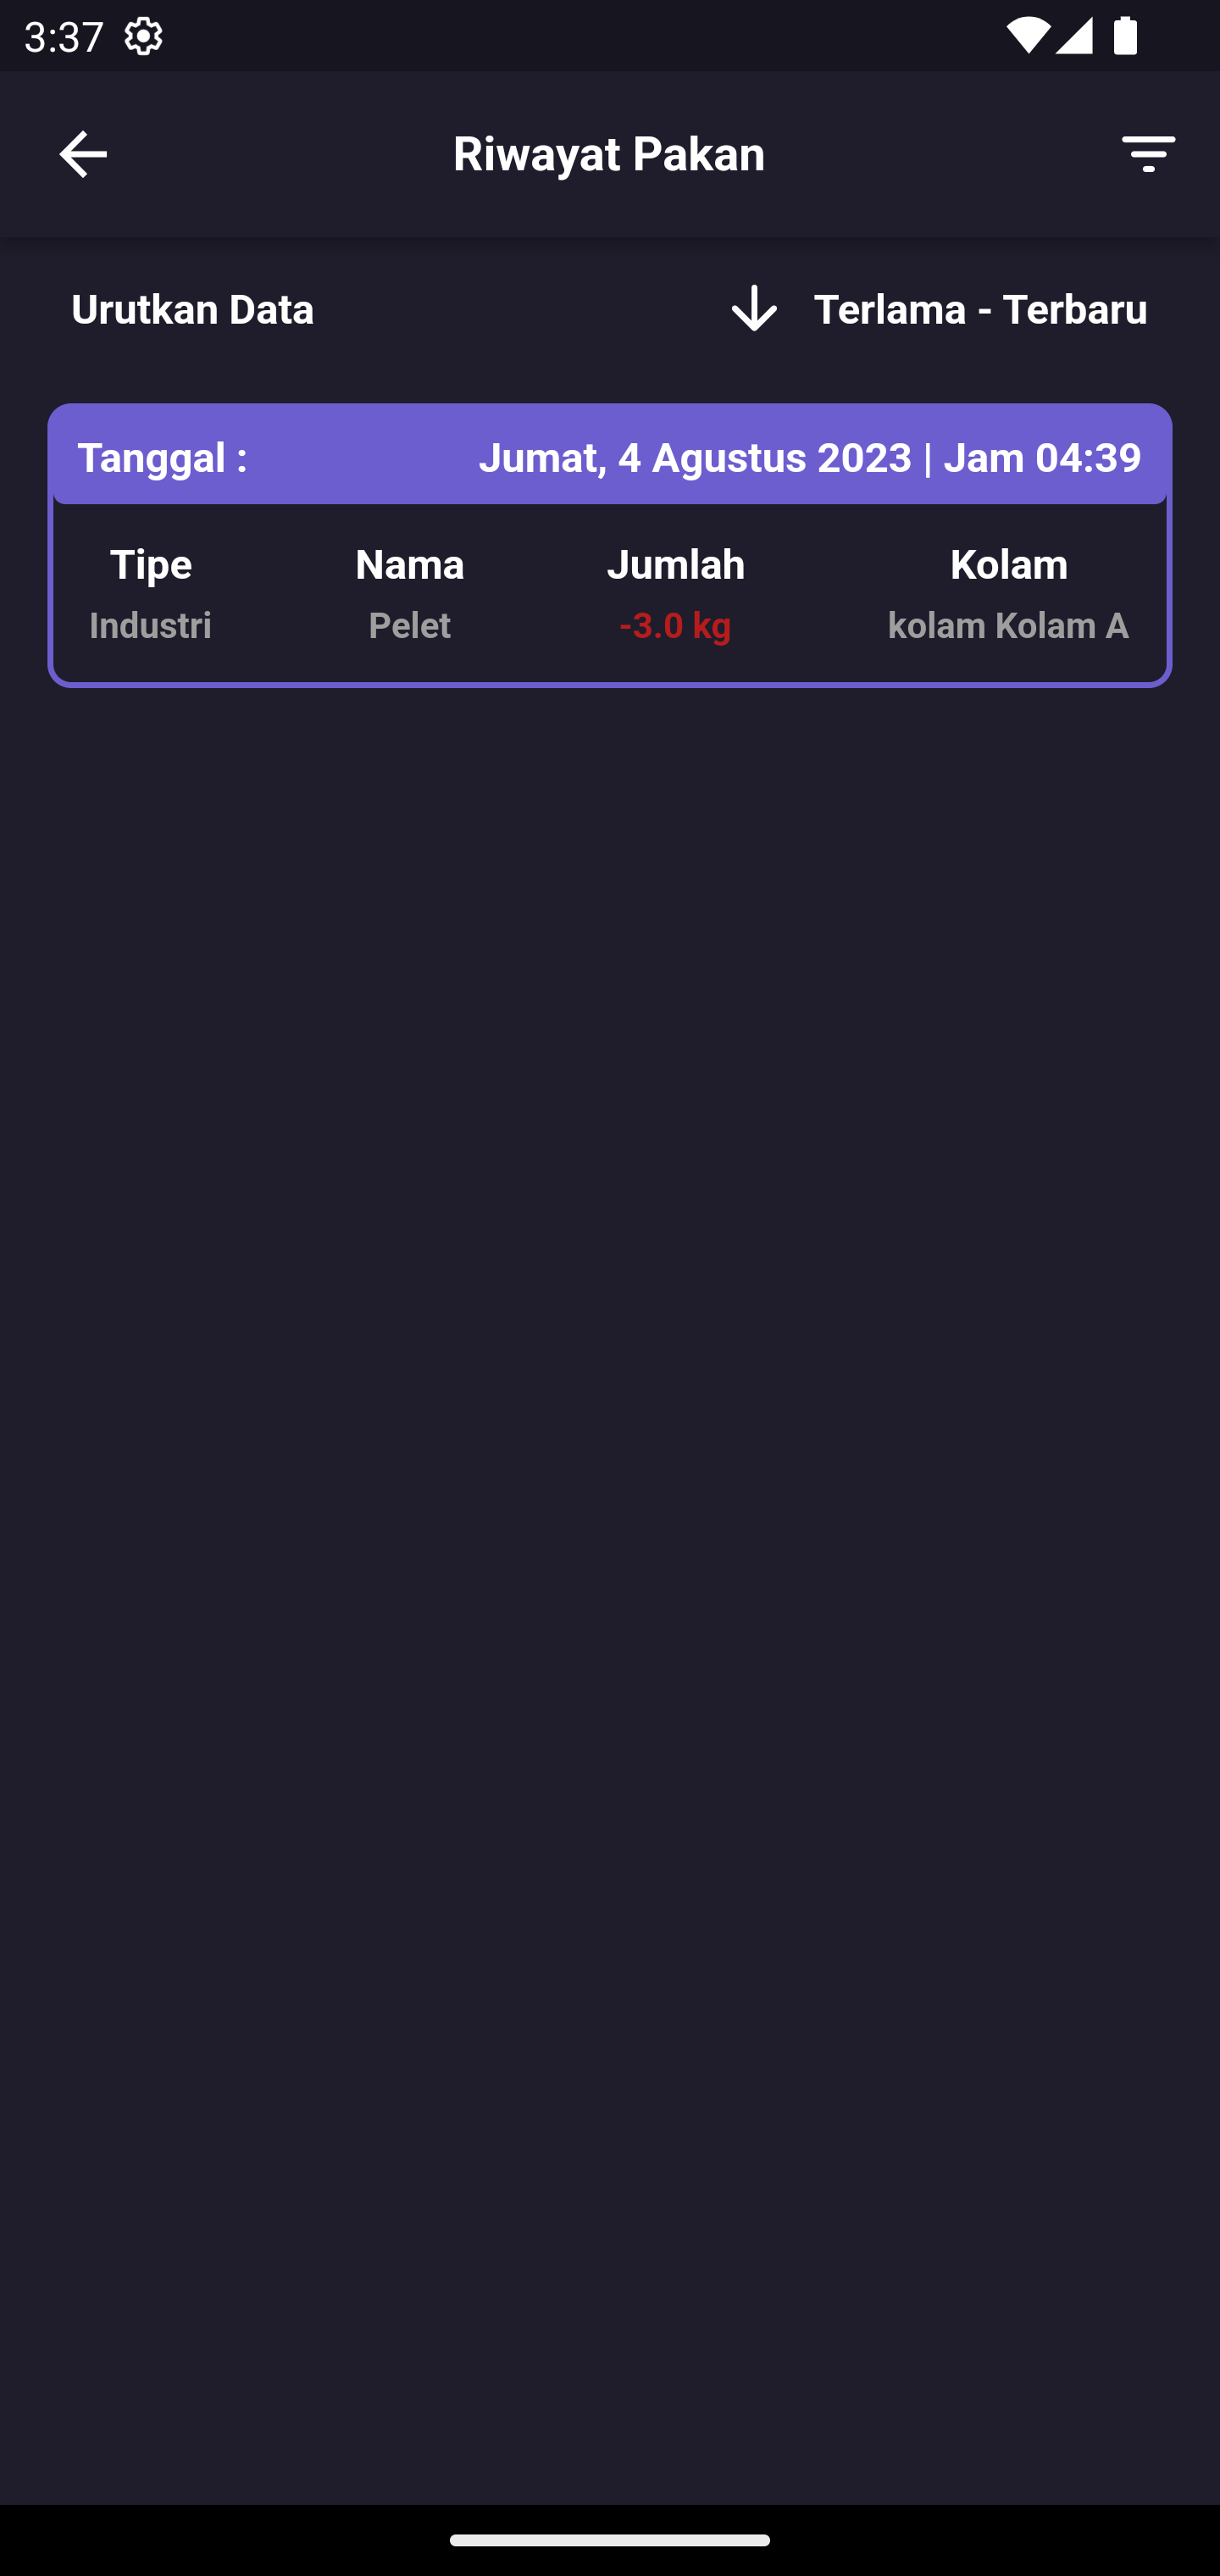 3:37
Riwayat Pakan
Urutkan Data Terlama - Terbaru
Tanggal : Jumat, 4 Agustus 2023 | Jam 04:39
Tipe Nama Jumlah Kolam
Industri Pelet -3.0 kg kolam Kolam A